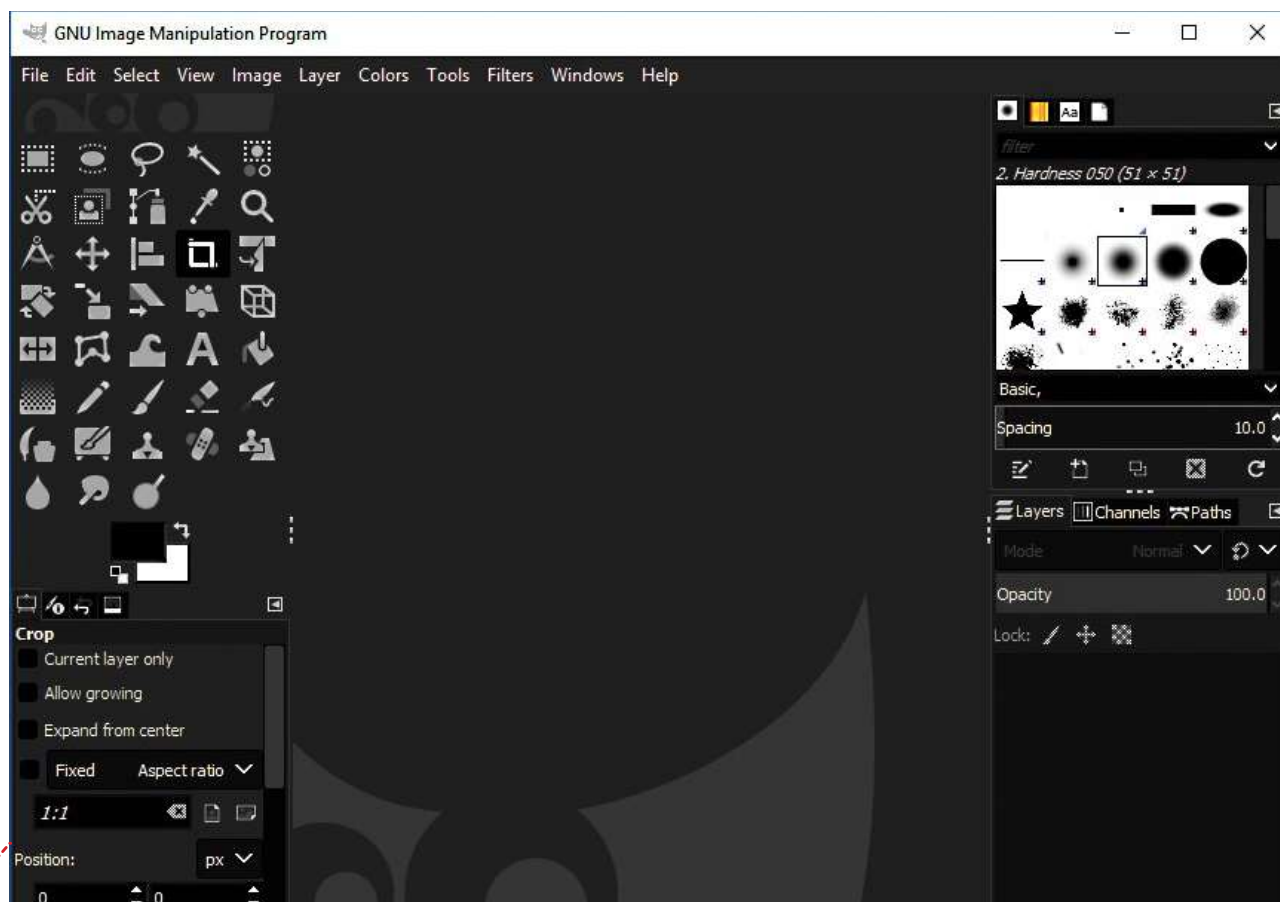 GNU Image Manipulation Program
File Edit Select View Image Layer Colors Tools Filters Windows Help
Aa
filter
2. Hardness 050 (51 × 51)
A
Basic,
Spacing 10.0
Layers Channels Paths
Mode Normal
Opacity 100.0
Lock:
Crop
Current layer only
Allow growing
Expand from center
Fixed Aspect ratio
1:1
Position: px
0 0